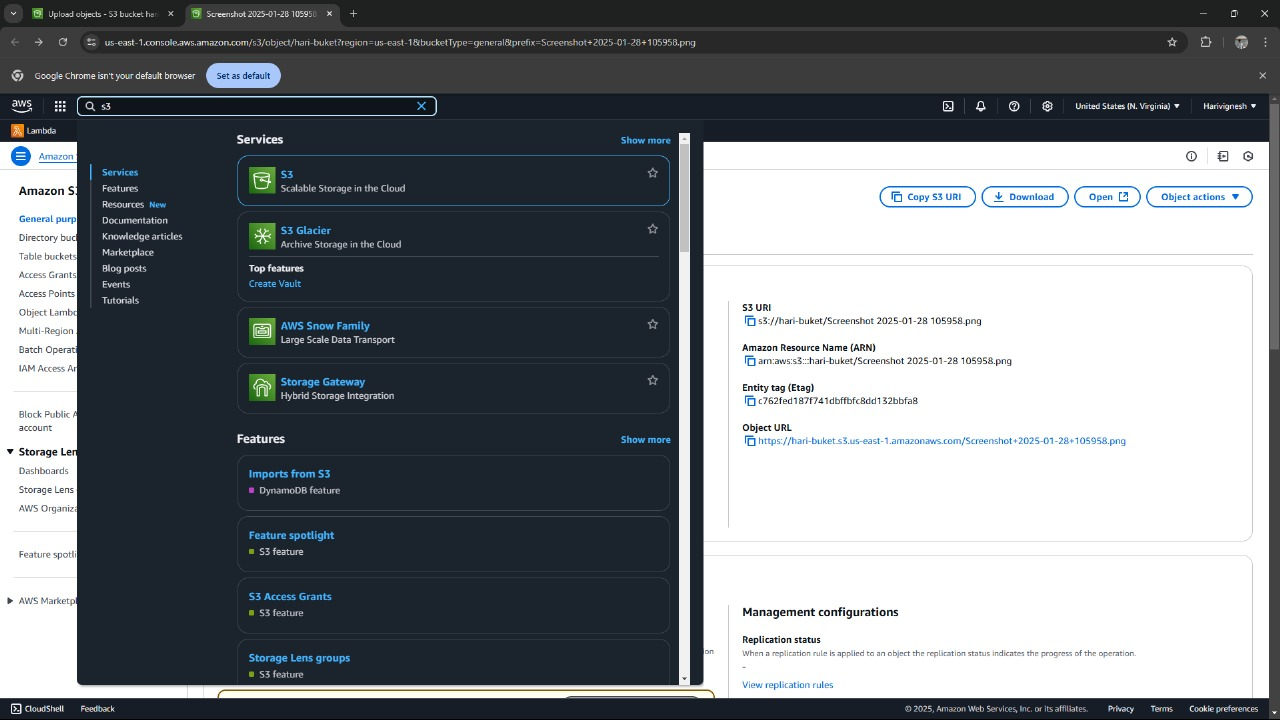 Upload objects - S3 bucket har
Screenshot 2025-01-28 105958.
us-east-1.console.aws.amazon.com/s3/object/hari-buket?region=us-east-1&bucketType=general&prefix=Screenshot+2025-01-28+105958.png
Google Chrome isn't your default browser
Set as default
aws
s3
United States (N. Virginia)
Harivignesh
Lambda
Amazon
Amazon S3
General purp
Directory buc
Table buckets
Access Grants
Access Points
Object Lambd
Multi-Region
Batch Operati
IAM Access An
Block Public A
account
Storage Len
Dashboards
Storage Lens
AWS Organiza
Feature spotli
AWS Marketpl
Services
Features
Resources New
Documentation
Knowledge articles
Marketplace
Blog posts
Events
Tutorials
Services
Show more
S3
Scalable Storage in the Cloud
S3 Glacier
Archive Storage in the Cloud
Top features
Create Vault
AWS Snow Family
Large Scale Data Transport
Storage Gateway
Hybrid Storage Integration
Features
Show more
Imports from S3
DynamoDB feature
Feature spotlight
S3 feature
S3 Access Grants
S3 feature
Storage Lens groups
S3 feature
Copy S3 URI
Download
Open
Object actions
S3 URI
s3://hari-buket/Screenshot 2025-01-28 105958.png
Amazon Resource Name (ARN)
arn:aws:s3:::hari-buket/Screenshot 2025-01-28 105958.png
Entity tag (Etag)
c762fed187f741dbffbfc8dd132bbfa8
Object URL
https://hari-buket.s3.us-east-1.amazonaws.com/Screenshot+2025-01-28+105958.png
Management configurations
Replication status
ion
When a replication rule is applied to an object the replication status indicates the progress of the operation.
-
View replication rules
CloudShell
Feedback
© 2025, Amazon Web Services, Inc. or its affiliates.
Privacy
Terms
Cookie preferences